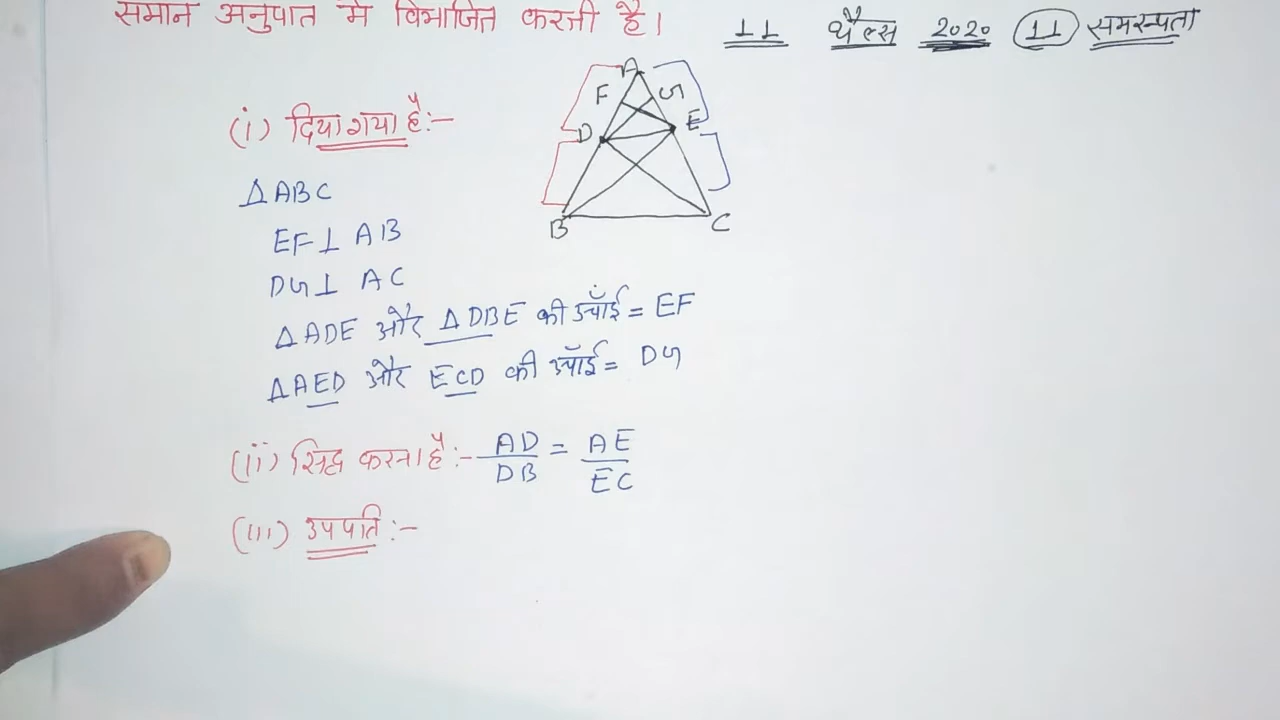 समान अनुपात में विभाजित करती है।
11 थैल्स 2020 11 समरूपता
A
F G
D E
B C
(i) दिया गया है:-
ΔABC
EF⊥ AB
DG⊥ AC
ΔADE और ΔDBE की ऊँचाई = EF
ΔAED और ECD की ऊँचाई = DG
(ii) सिद्ध करना है:- AD/DB = AE/EC
(iii) उपपति:-